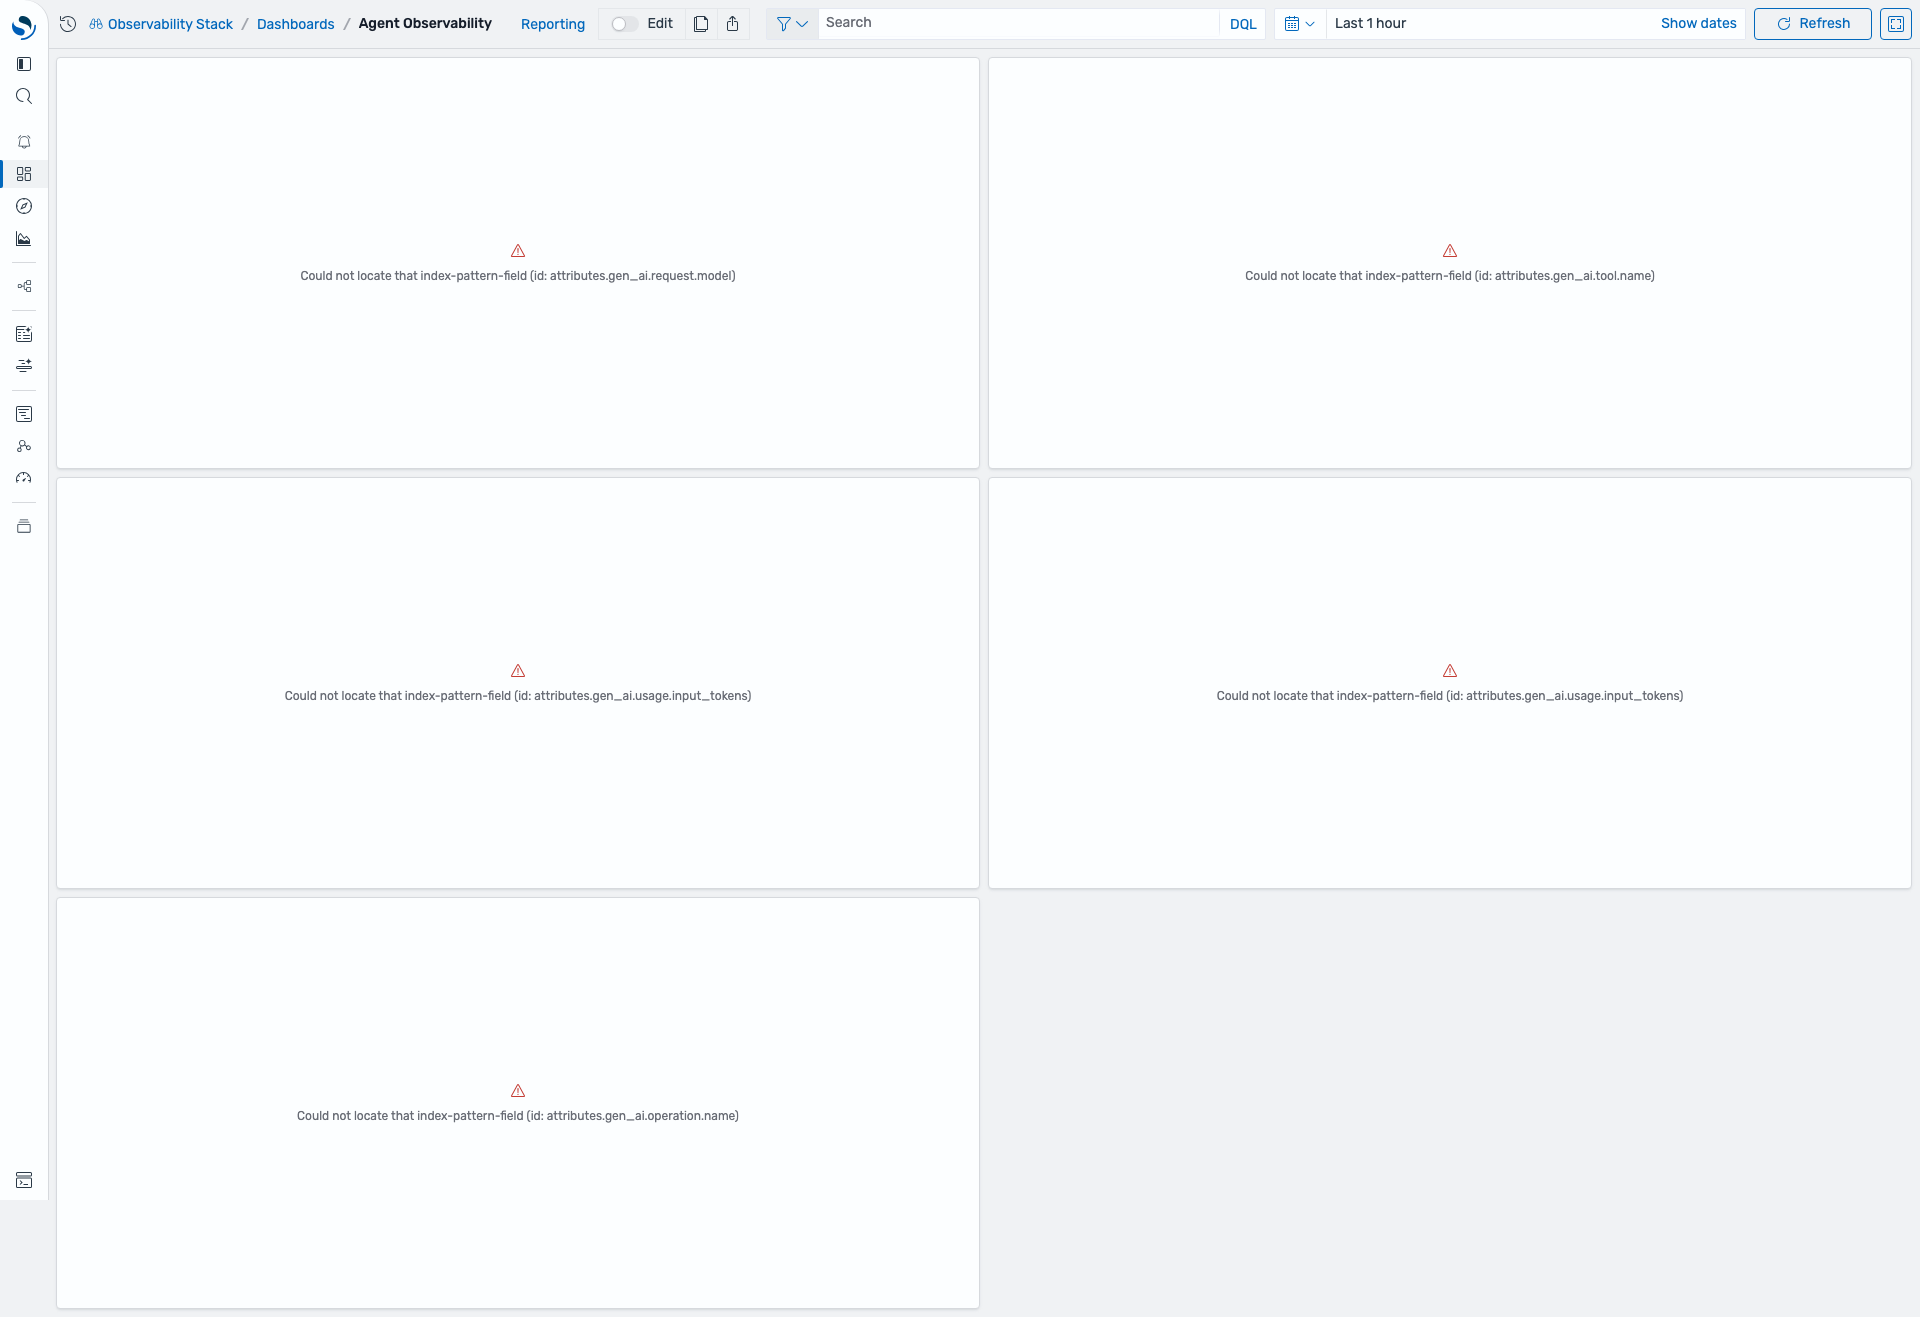 Observability Stack / Dashboards / Agent Observability Reporting Edit Search DQL Last 1 hour Show dates Refresh
Could not locate that index-pattern-field (id: attributes.gen_ai.request.model)
Could not locate that index-pattern-field (id: attributes.gen_ai.tool.name)
Could not locate that index-pattern-field (id: attributes.gen_ai.usage.input_tokens)
Could not locate that index-pattern-field (id: attributes.gen_ai.usage.input_tokens)
Could not locate that index-pattern-field (id: attributes.gen_ai.operation.name)